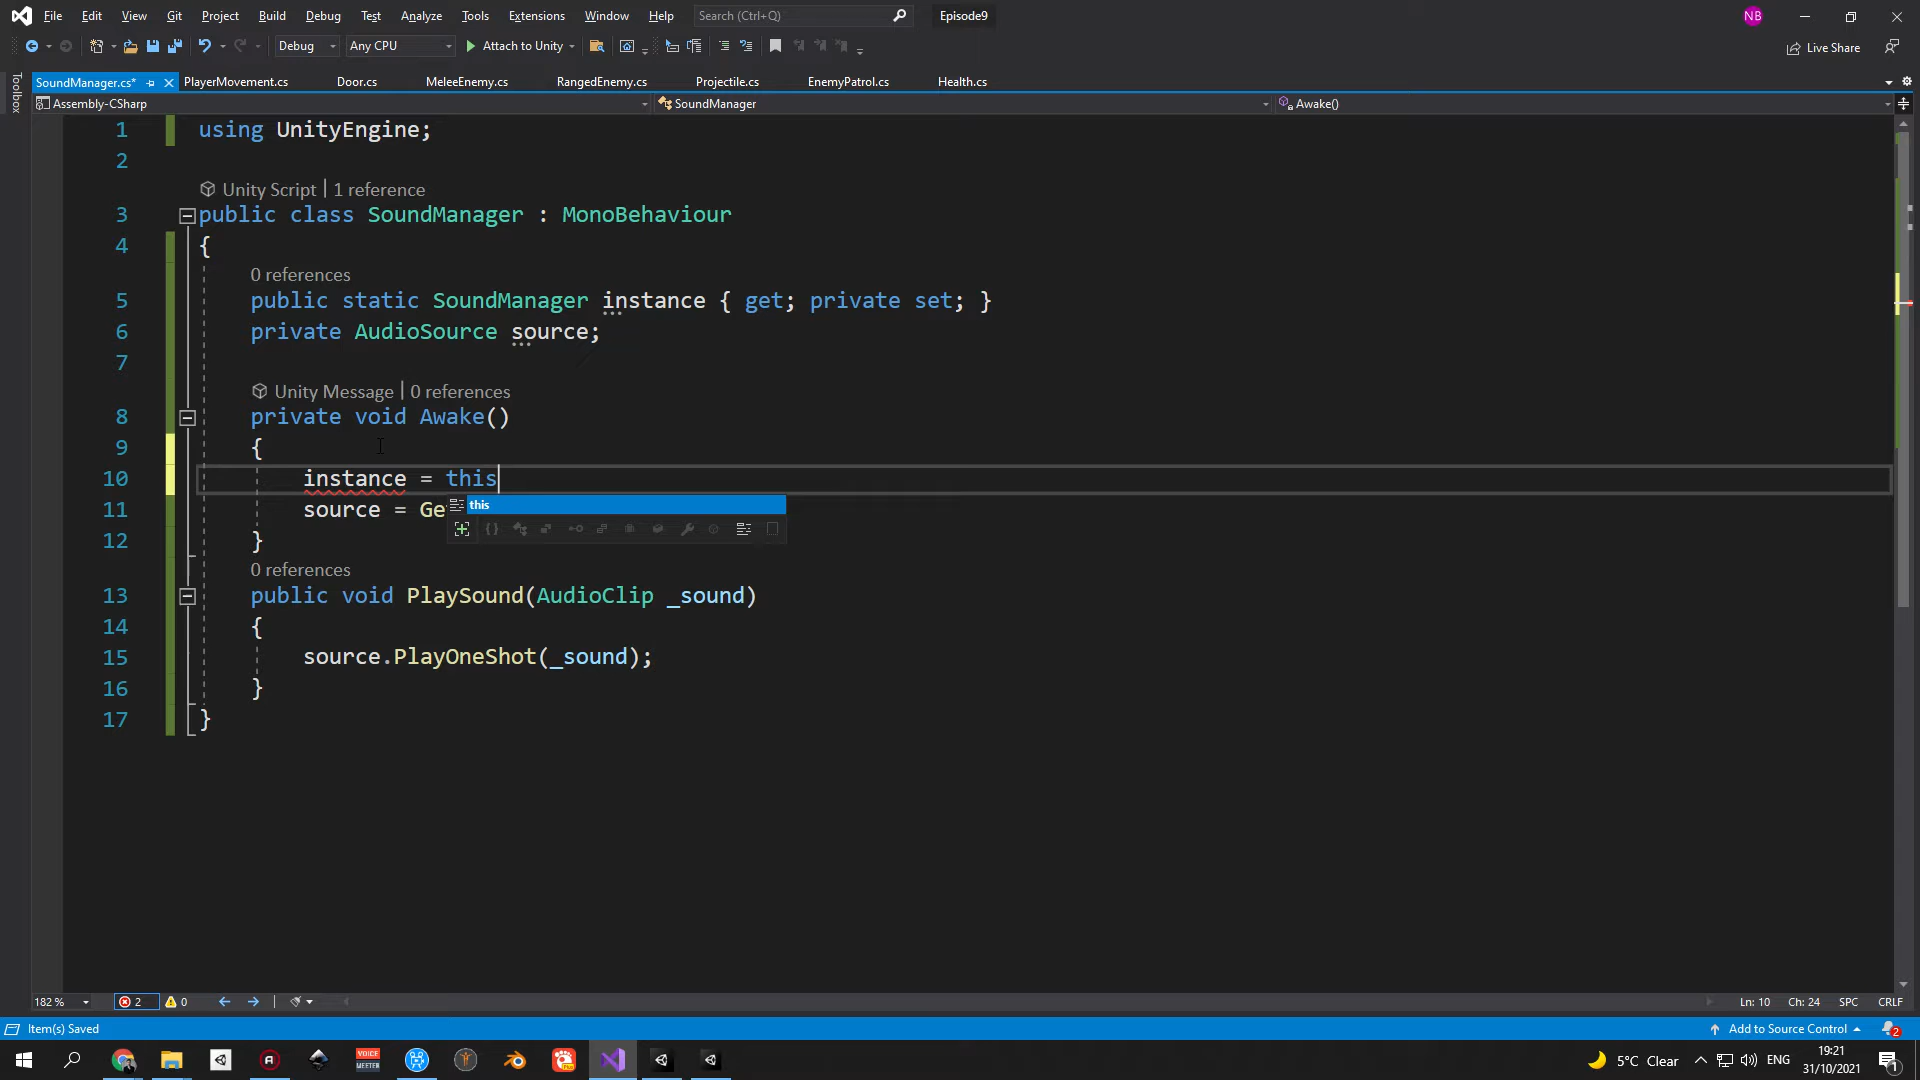 File Edit View Git Project Build Debug Test Analyze Tools Extensions Window Help Search (Ctrl+Q) Episode9 NB
Debug Any CPU Attach to Unity Live Share
Toolbox
SoundManager.cs* PlayerMovement.cs Door.cs MeleeEnemy.cs RangedEnemy.cs Projectile.cs EnemyPatrol.cs Health.cs
Assembly-CSharp SoundManager Awake()
1 using UnityEngine;
2
Unity Script | 1 reference
3 public class SoundManager : MonoBehaviour
4 {
0 references
5 public static SoundManager instance { get; private set; }
6 private AudioSource source;
7
Unity Message | 0 references
8 private void Awake()
9 {
10 instance = this
11 source = Ge
this
12 }
0 references
13 public void PlaySound(AudioClip _sound)
14 {
15 source.PlayOneShot(_sound);
16 }
17 }
182 % 2 0 Ln: 10 Ch: 24 SPC CRLF
Item(s) Saved Add to Source Control 2
VOICE MEETER 5°C Clear ENG 19:21
31/10/2021 1